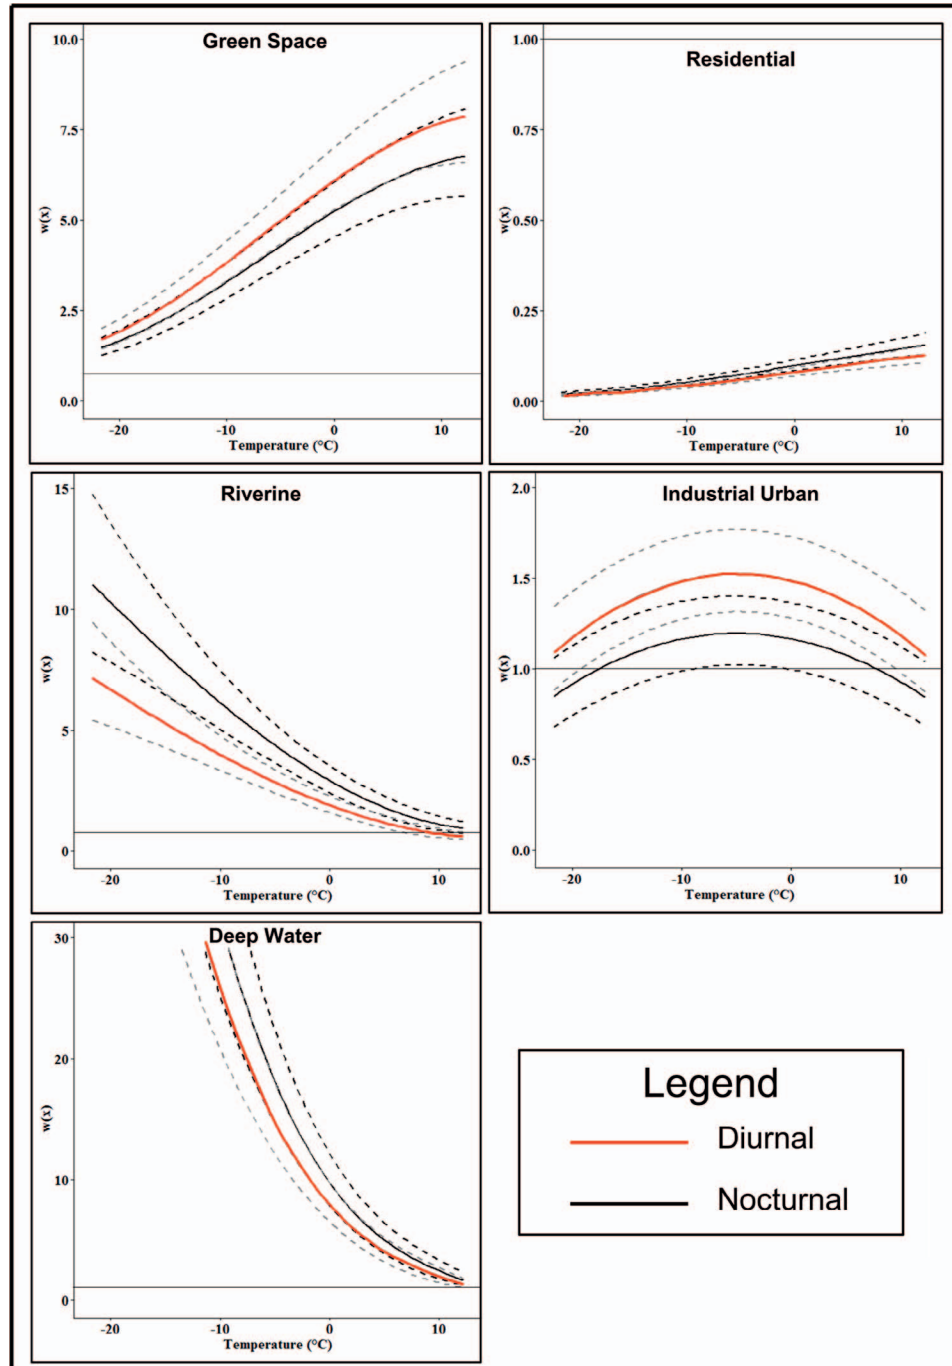 Green Space
10.0
7.5
5.0
2.5
0.0
w(x)
-20
-10
0
10
Temperature (°C)
Residential
1.00
0.75
0.50
0.25
0.00
w(x)
-20
-10
0
10
Temperature (°C)
Riverine
15
10
5
0
w(x)
-20
-10
0
10
Temperature (°C)
Industrial Urban
2.0
1.5
1.0
0.5
0.0
w(x)
-20
-10
0
10
Temperature (°C)
Deep Water
30
20
10
0
w(x)
-20
-10
0
10
Temperature (°C)
Legend
Diurnal
Nocturnal